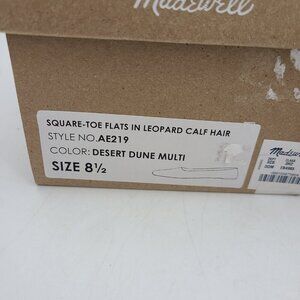 Madewell
SQUARE-TOE FLATS IN LEOPARD CALF HAIR
STYLE NO. AE219
COLOR: DESERT DUNE MULTI
SIZE 8½
Madewell